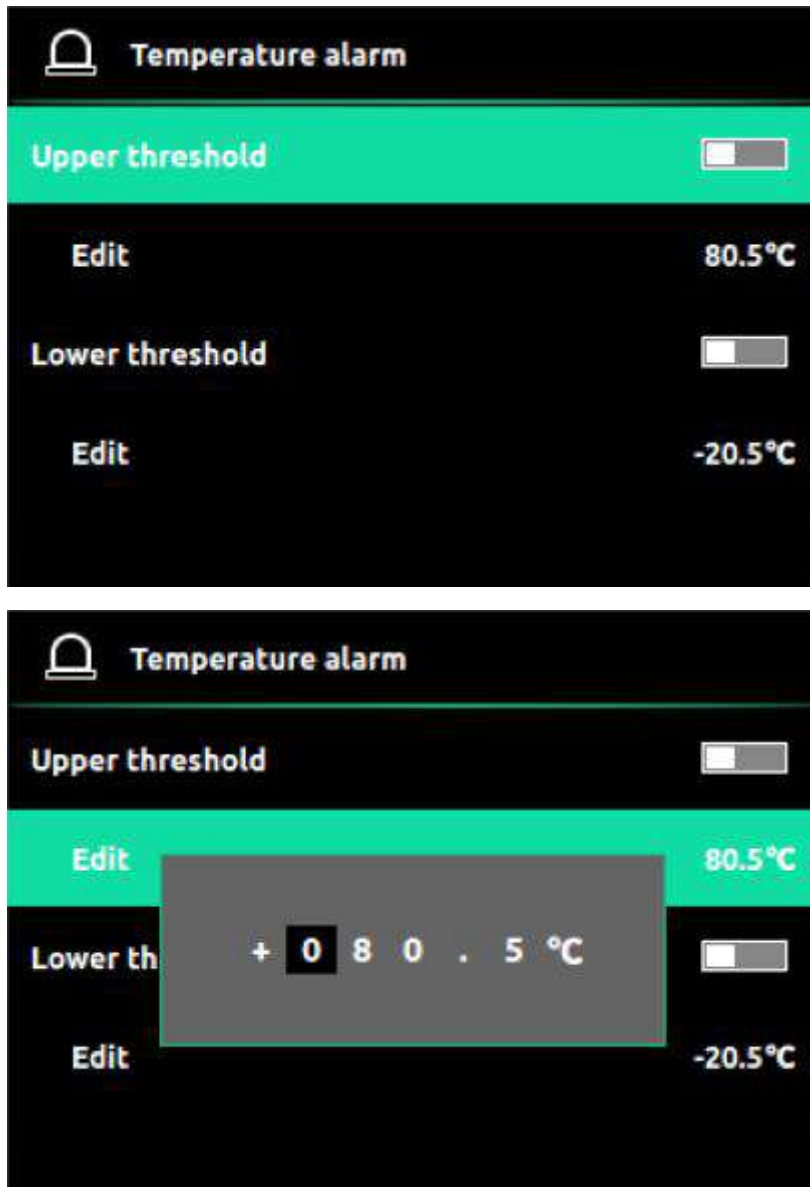 Temperature alarm
Upper threshold
Edit 80.5°C
Lower threshold
Edit -20.5°C
Temperature alarm
Upper threshold
Edit 80.5°C
+ 0 8 0 . 5 °C
Lower th
Edit -20.5°C